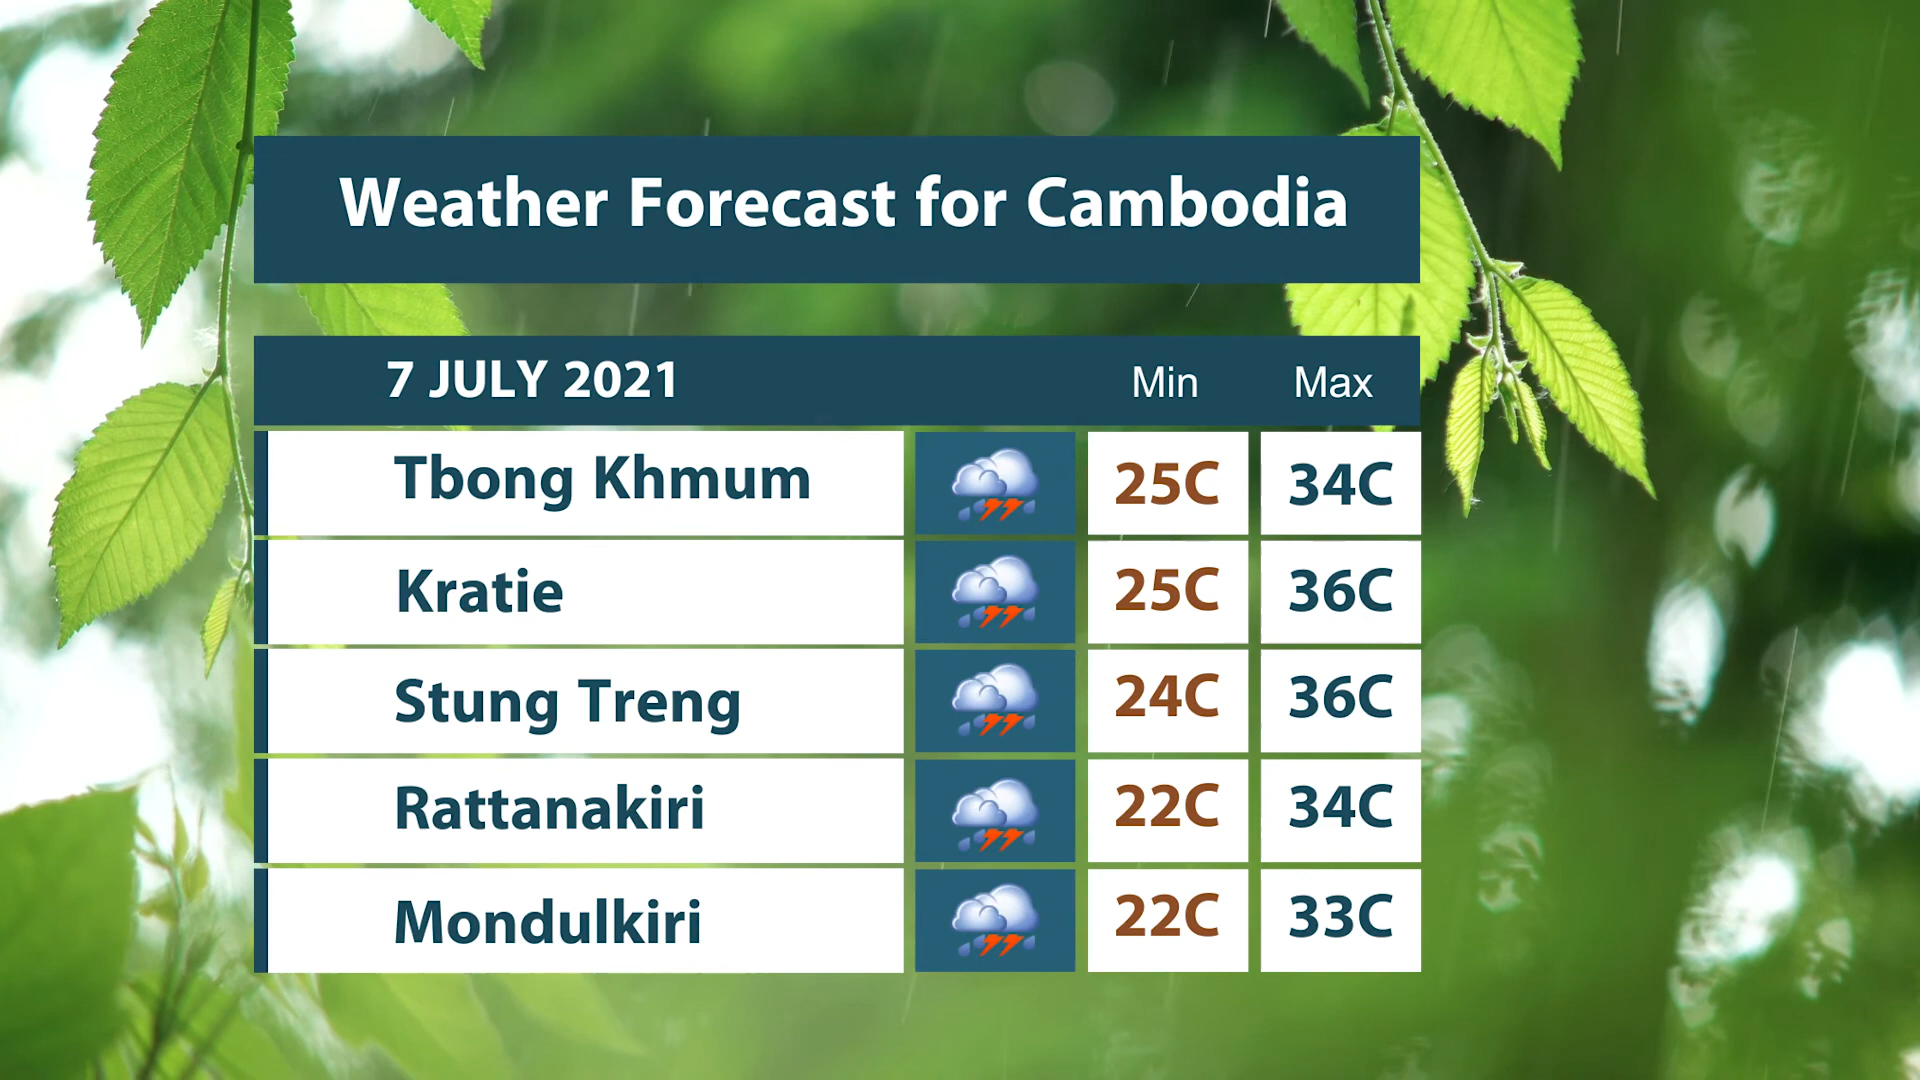 Weather Forecast for Cambodia
7 JULY 2021 Min Max
Tbong Khmum 25C 34C
Kratie 25C 36C
Stung Treng 24C 36C
Rattanakiri 22C 34C
Mondulkiri 22C 33C